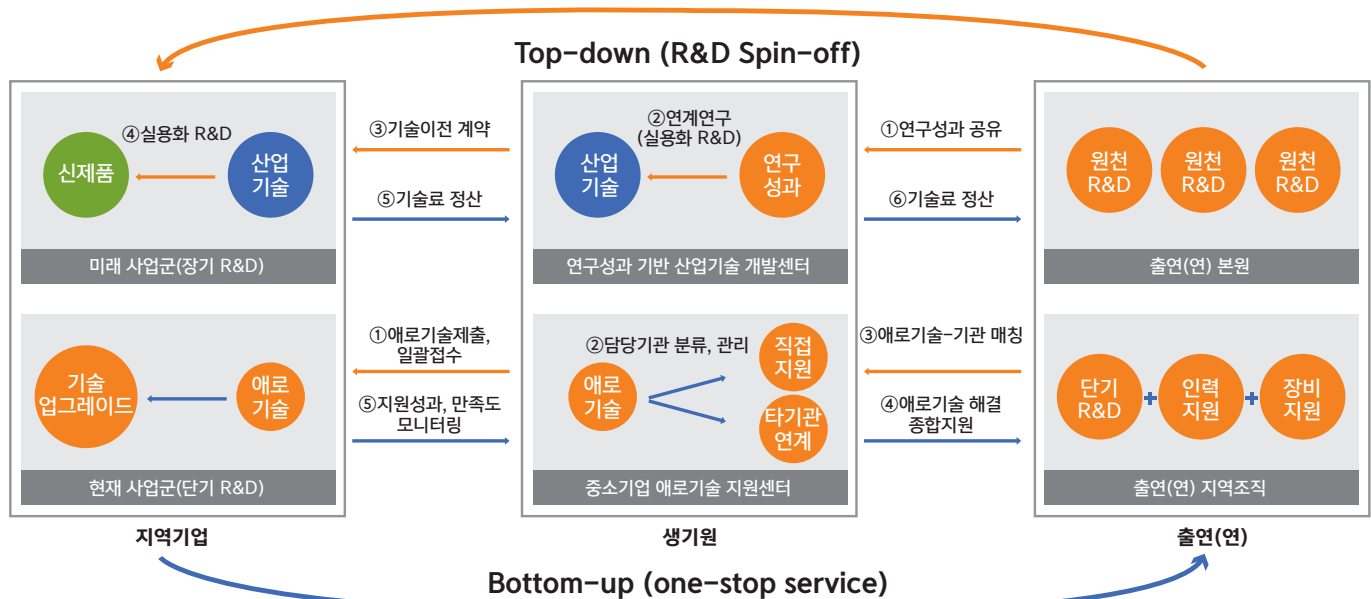 Top-down (R&D Spin-off)
④실용화 R&D
신제품
산업
기술
미래 사업군(장기 R&D)
③기술이전 계약
⑤기술료 정산
②연계연구
(실용화 R&D)
산업
기술
연구
성과
연구성과 기반 산업기술 개발센터
①연구성과 공유
⑥기술료 정산
원천
R&D
원천
R&D
원천
R&D
출연(연) 본원
기술
업그레이드
애로
기술
현재 사업군(단기 R&D)
①애로기술제출,
일괄접수
⑤지원성과, 만족도
모니터링
②담당기관 분류, 관리
애로
기술
직접
지원
타기관
연계
중소기업 애로기술 지원센터
③애로기술-기관 매칭
④애로기술 해결
종합지원
단기
R&D
+
인력
지원
+
장비
지원
출연(연) 지역조직
지역기업
생기원
출연(연)
Bottom-up (one-stop service)